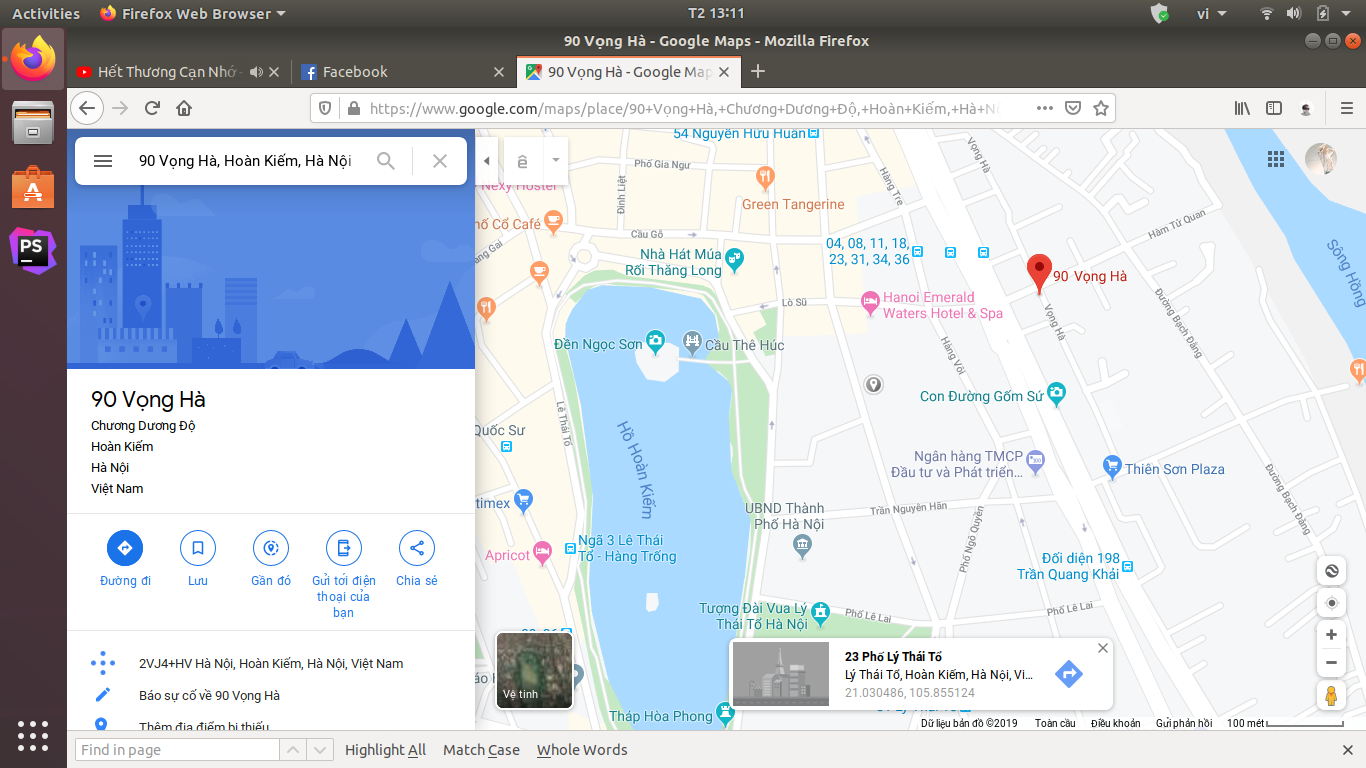 Activities
Firefox Web Browser
T2 13:11
vi
90 Vọng Hà - Google Maps - Mozilla Firefox
Hết Thương Cạn Nhớ
Facebook
90 Vọng Hà - Google Map
https://www.google.com/maps/place/90+Vọng+Hà,+Chương+Dương+Độ,+Hoàn+Kiếm,+Hà+N
90 Vọng Hà, Hoàn Kiếm, Hà Nội
90 Vọng Hà
Chương Dương Độ
Hoàn Kiếm
Hà Nội
Việt Nam
Đường đi
Lưu
Gần đó
Gửi tới điện
thoại của
bạn
Chia sẻ
2VJ4+HV Hà Nội, Hoàn Kiếm, Hà Nội, Việt Nam
Báo sự cố về 90 Vọng Hà
Thêm địa điểm bị thiếu
PS
ê
54 Nguyễn Hữu Huân
Phố Gia Ngư
Đinh Liệt
Green Tangerine
Hàng Tre
Vọng Hà
Hàm Tử Quan
Sông Hồng
Nexy Hostel
hố Cổ Café
ng Gai
Cầu Gỗ
Nhà Hát Múa
Rối Thăng Long
04, 08, 11, 18,
23, 31, 34, 36
90 Vọng Hà
Lò Sũ
Hanoi Emerald
Waters Hotel & Spa
Vọng Hà
Đường Bạch Đằng
Đền Ngọc Sơn
Cầu Thê Húc
Hàng Vôi
Con Đường Gốm Sứ
Lê Thái Tổ
Quốc Sư
Hồ Hoàn Kiếm
Ngân hàng TMCP
Đầu tư và Phát triển...
Thiên Sơn Plaza
Đường Bạch Đằng
timex
UBND Thành
Phố Hà Nội
Trần Nguyên Hãn
Phố Ngô Quyền
Apricot
Ngã 3 Lê Thái
Tổ - Hàng Trống
Đối diện 198
Trần Quang Khải
Tượng Đài Vua Lý
Thái Tổ Hà Nội
Phố Lê Lai
Phố Lê Lai
Vệ tinh
Tháp Hòa Phong
23 Phố Lý Thái Tổ
Lý Thái Tổ, Hoàn Kiếm, Hà Nội, Vi...
21.030486, 105.855124
Dữ liệu bản đồ ©2019
Toàn cầu
Điều khoản
Gửi phản hồi
100 mét
Find in page
Highlight All
Match Case
Whole Words